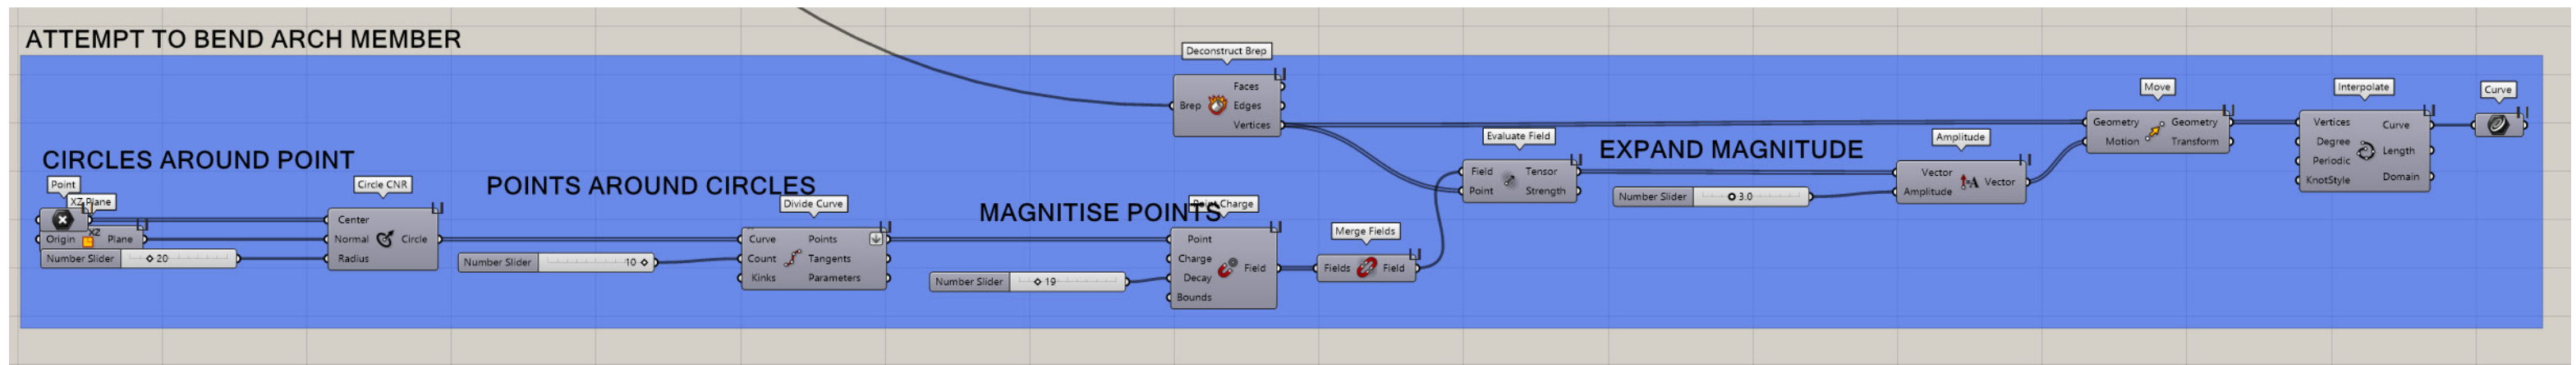 ATTEMPT TO BEND ARCH MEMBER
Deconstruct Brep
Faces
Brep
Edges
Vertices
Move
Geometry
Geometry
Motion
Transform
Interpolate
Vertices
Curve
Degree
Length
Periodic
KnotStyle
Domain
Curve
Evaluate Field
Field
Tensor
Point
Strength
EXPAND MAGNITUDE
Number Slider
3.0
Amplitude
Vector
Vector
Amplitude
CIRCLES AROUND POINT
Point
XZ Plane
XZ
Origin
Plane
Number Slider
20
Circle CNR
Center
Normal
Circle
Radius
POINTS AROUND CIRCLES
Number Slider
10
Divide Curve
Curve
Points
Count
Tangents
Kinks
Parameters
MAGNITISE POINTS
Number Slider
19
Point Charge
Point
Charge
Field
Decay
Bounds
Merge Fields
Fields
Field